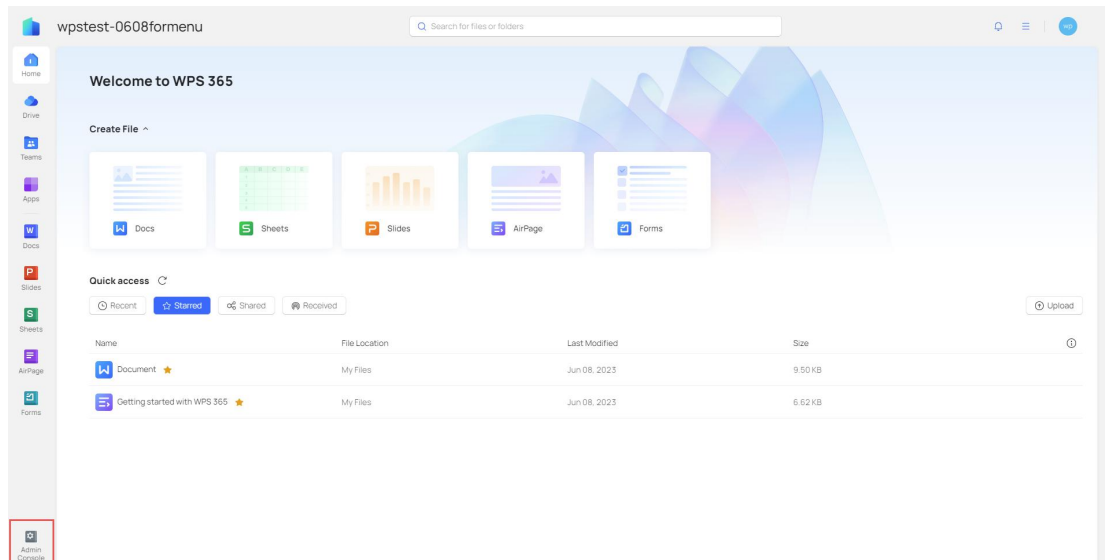 wpstest-0608formenu
Search for files or folders
wp
Home
Drive
Teams
Apps
Docs
Slides
Sheets
AirPage
Forms
Admin
Console
Welcome to WPS 365
Create File
Docs
Sheets
Slides
AirPage
Forms
Quick access
Recent Starred Shared Received Upload
Name File Location Last Modified Size
Document My Files Jun 08, 2023 9.50 KB
Getting started with WPS 365 My Files Jun 08, 2023 6.62 KB